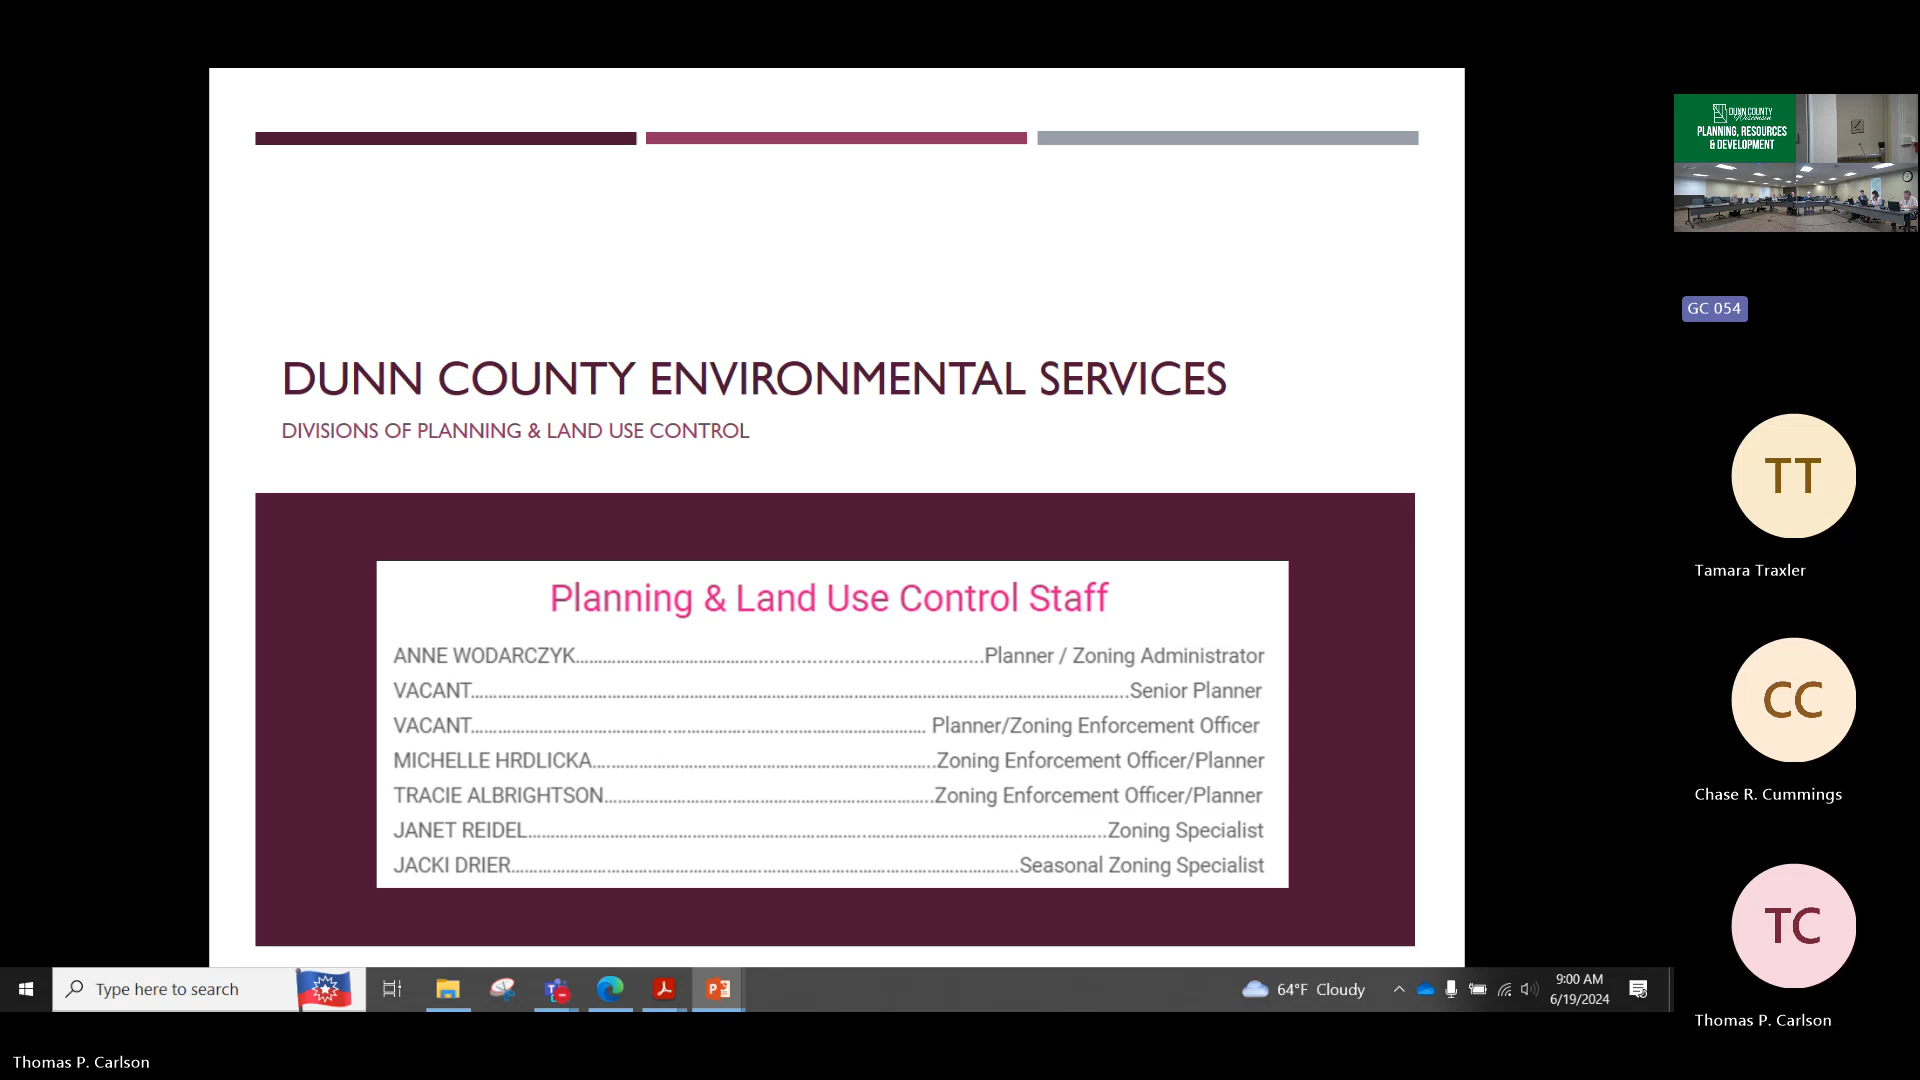 DUNN COUNTY
Wisconsin
PLANNING, RESOURCES
& DEVELOPMENT
GC 054
DUNN COUNTY ENVIRONMENTAL SERVICES
DIVISIONS OF PLANNING & LAND USE CONTROL
Planning & Land Use Control Staff
ANNE WODARCZYK........................................................................Planner / Zoning Administrator
VACANT........................................................................Senior Planner
VACANT........................................................................ Planner/Zoning Enforcement Officer
MICHELLE HRDLICKA........................................................................Zoning Enforcement Officer/Planner
TRACIE ALBRIGHTSON........................................................................Zoning Enforcement Officer/Planner
JANET REIDEL........................................................................Zoning Specialist
JACKI DRIER........................................................................Seasonal Zoning Specialist
TT
Tamara Traxler
CC
Chase R. Cummings
TC
Thomas P. Carlson
Type here to search
64°F Cloudy
9:00 AM
6/19/2024
Thomas P. Carlson